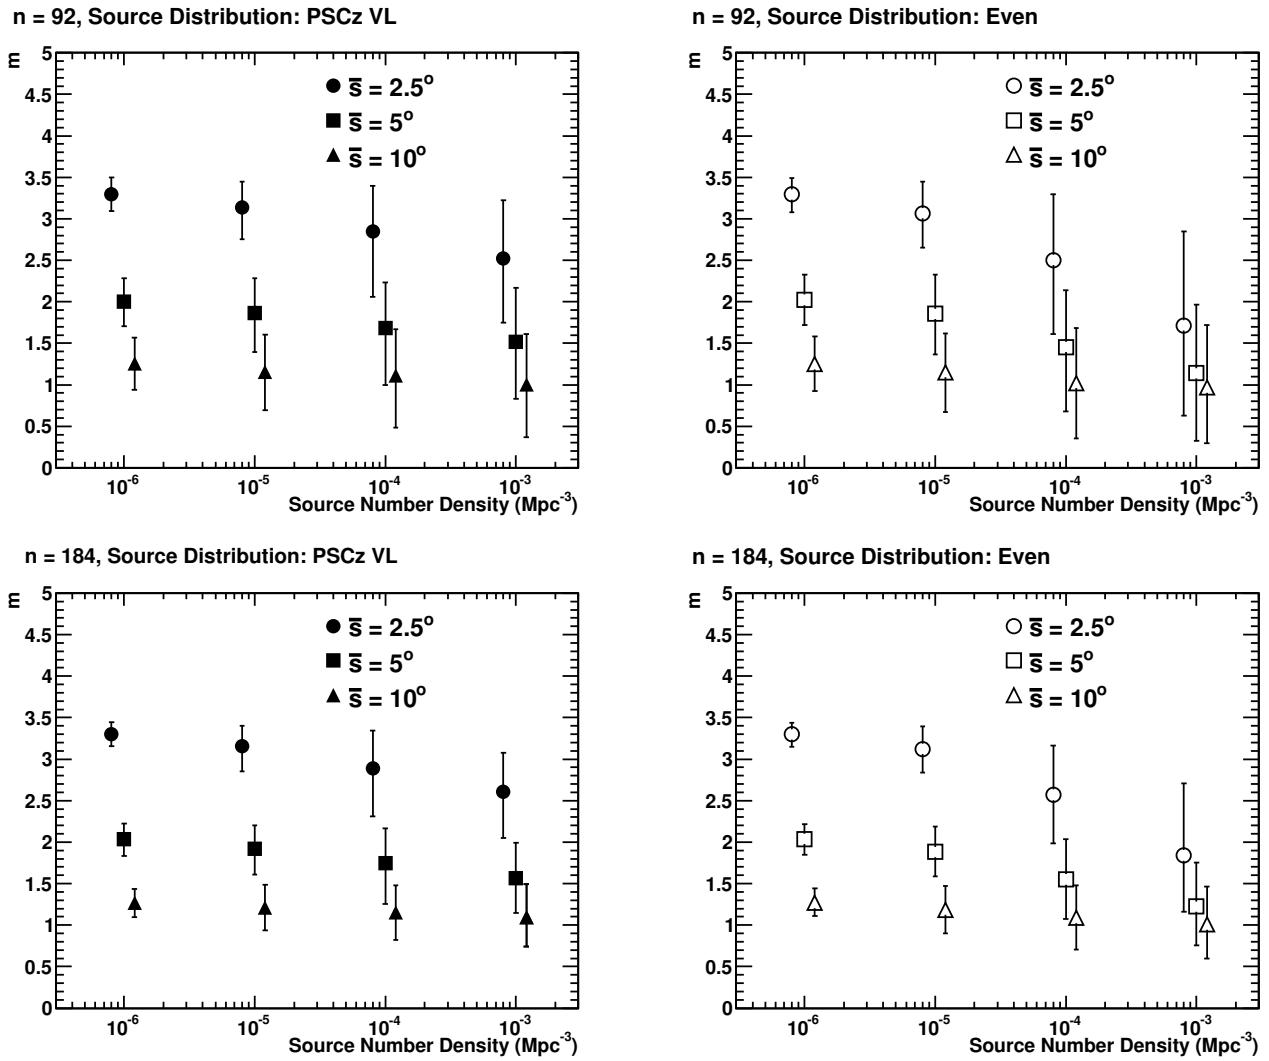 n = 92, Source Distribution: PSCz VL
m
5
4.5
4
3.5
3
2.5
2
1.5
1
0.5
0
s̅ = 2.5°
s̅ = 5°
s̅ = 10°
10⁻⁶ 10⁻⁵ 10⁻⁴ 10⁻³
Source Number Density (Mpc⁻³)
n = 92, Source Distribution: Even
m
5
4.5
4
3.5
3
2.5
2
1.5
1
0.5
0
s̅ = 2.5°
s̅ = 5°
s̅ = 10°
10⁻⁶ 10⁻⁵ 10⁻⁴ 10⁻³
Source Number Density (Mpc⁻³)
n = 184, Source Distribution: PSCz VL
m
5
4.5
4
3.5
3
2.5
2
1.5
1
0.5
0
s̅ = 2.5°
s̅ = 5°
s̅ = 10°
10⁻⁶ 10⁻⁵ 10⁻⁴ 10⁻³
Source Number Density (Mpc⁻³)
n = 184, Source Distribution: Even
m
5
4.5
4
3.5
3
2.5
2
1.5
1
0.5
0
s̅ = 2.5°
s̅ = 5°
s̅ = 10°
10⁻⁶ 10⁻⁵ 10⁻⁴ 10⁻³
Source Number Density (Mpc⁻³)